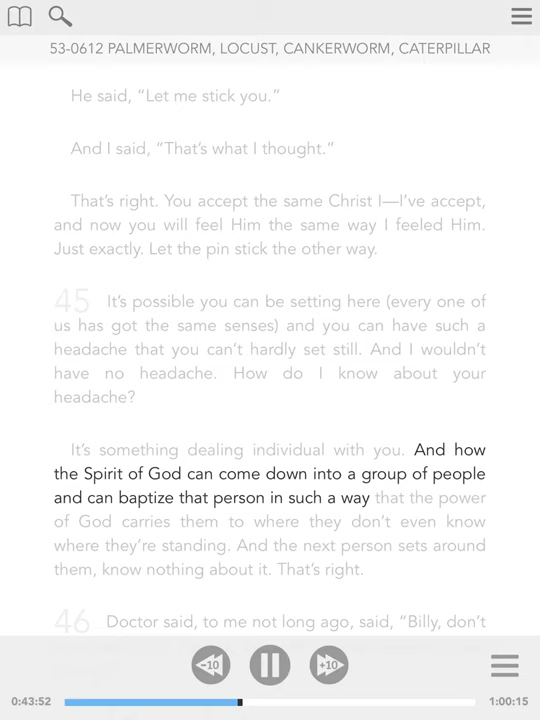 53-0612 PALMERWORM, LOCUST, CANKERWORM, CATERPILLAR
He said, “Let me stick you.”
And I said, “That’s what I thought.”
That’s right. You accept the same Christ I—I’ve accept,
and now you will feel Him the same way I feeled Him.
Just exactly. Let the pin stick the other way.
45 It’s possible you can be setting here (every one of
us has got the same senses) and you can have such a
headache that you can’t hardly set still. And I wouldn’t
have no headache. How do I know about your
headache?
It’s something dealing individual with you. And how
the Spirit of God can come down into a group of people
and can baptize that person in such a way that the power
of God carries them to where they don’t even know
where they’re standing. And the next person sets around
them, know nothing about it. That’s right.
46 Doctor said, to me not long ago, said, “Billy, don’t
-10 +10
0:43:52 1:00:15